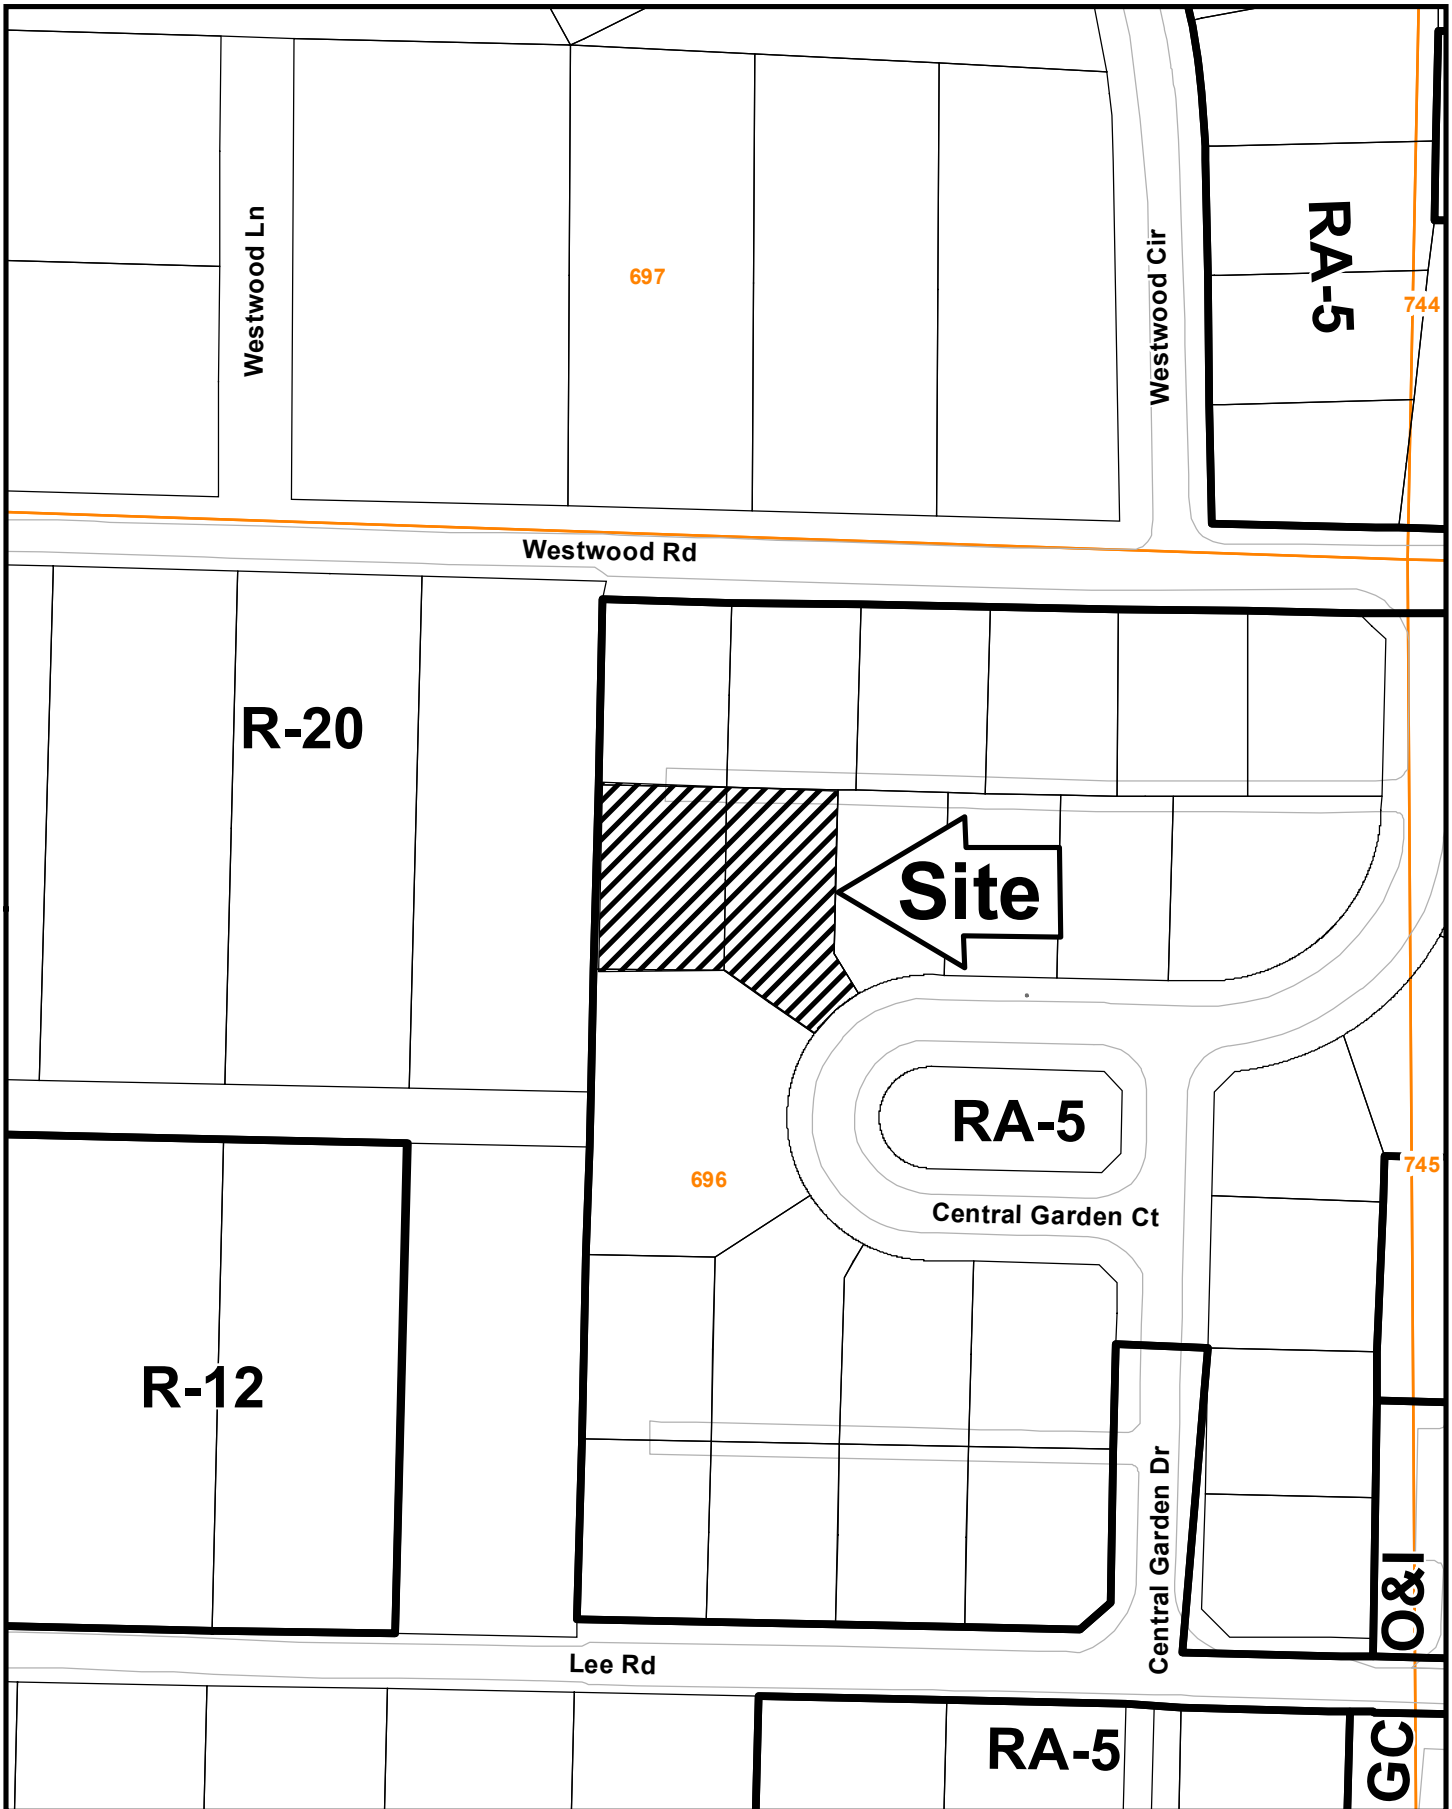 Westwood Ln
697
Westwood Cir
RA-5
744
Westwood Rd
R-20
Site
RA-5
696
745
Central Garden Ct
R-12
Central Garden Dr
O&I
Lee Rd
RA-5
GC